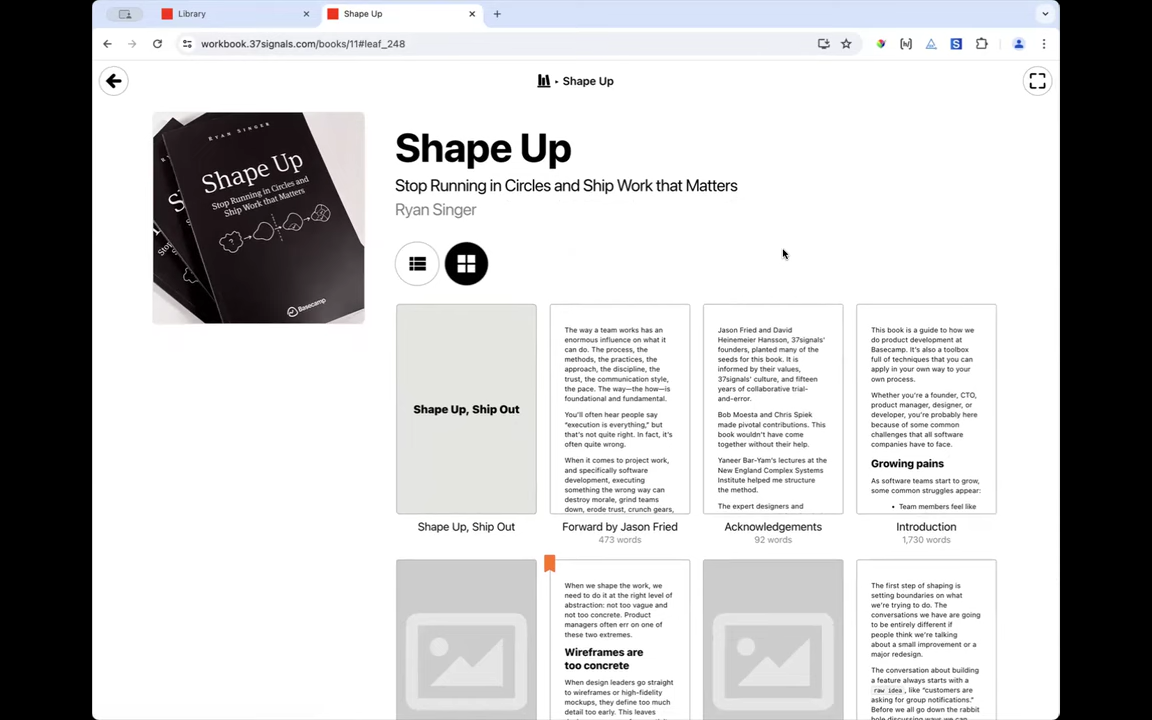 Library
Shape Up
workbook.37signals.com/books/11#leaf_248
Shape Up
RYAN SINGER
Shape Up
Stop Running in Circles and
Ship Work that Matters
Basecamp
Shape Up
Stop Running in Circles and Ship Work that Matters
Ryan Singer
Shape Up, Ship Out
Shape Up, Ship Out
The way a team works has an
enormous influence on what it
can do. The process, the
methods, the practices, the
approach, the discipline, the
trust, the communication style,
the pace. The way—the how—is
foundational and fundamental.
You'll often hear people say
“execution is everything,” but
that's not quite right. In fact, it's
often quite wrong.
When it comes to project work,
and specifically software
development, executing
something the wrong way can
destroy morale, grind teams
down, erode trust, crunch gears,
Forward by Jason Fried
473 words
Jason Fried and David
Heinemeier Hansson, 37signals'
founders, planted many of the
seeds for this book. It is
informed by their values,
37signals' culture, and fifteen
years of collaborative trial-
and-error.
Bob Moesta and Chris Spiek
made pivotal contributions. This
book wouldn't have come
together without their help.
Yaneer Bar-Yam's lectures at the
New England Complex Systems
Institute helped me structure
the method.
The expert designers and
Acknowledgements
92 words
This book is a guide to how we
do product development at
Basecamp. It's also a toolbox
full of techniques that you can
apply in your own way to your
own process.
Whether you're a founder, CTO,
product manager, designer, or
developer, you're probably here
because of some common
challenges that all software
companies have to face.
Growing pains
As software teams start to grow,
some common struggles appear:
• Team members feel like
Introduction
1,730 words
When we shape the work, we
need to do it at the right level of
abstraction: not too vague and
not too concrete. Product
managers often err on one of
these two extremes.
Wireframes are
too concrete
When design leaders go straight
to wireframes or high-fidelity
mockups, they define too much
detail too early. This leaves
The first step of shaping is
setting boundaries on what
we're trying to do. The
conversations we have are going
to be entirely different if
people think we're talking
about a small improvement or a
major redesign.
The conversation about building
a feature always starts with a
raw idea, like “customers are
asking for group notifications.”
Before we all go down the rabbit
hole discussing ways we can